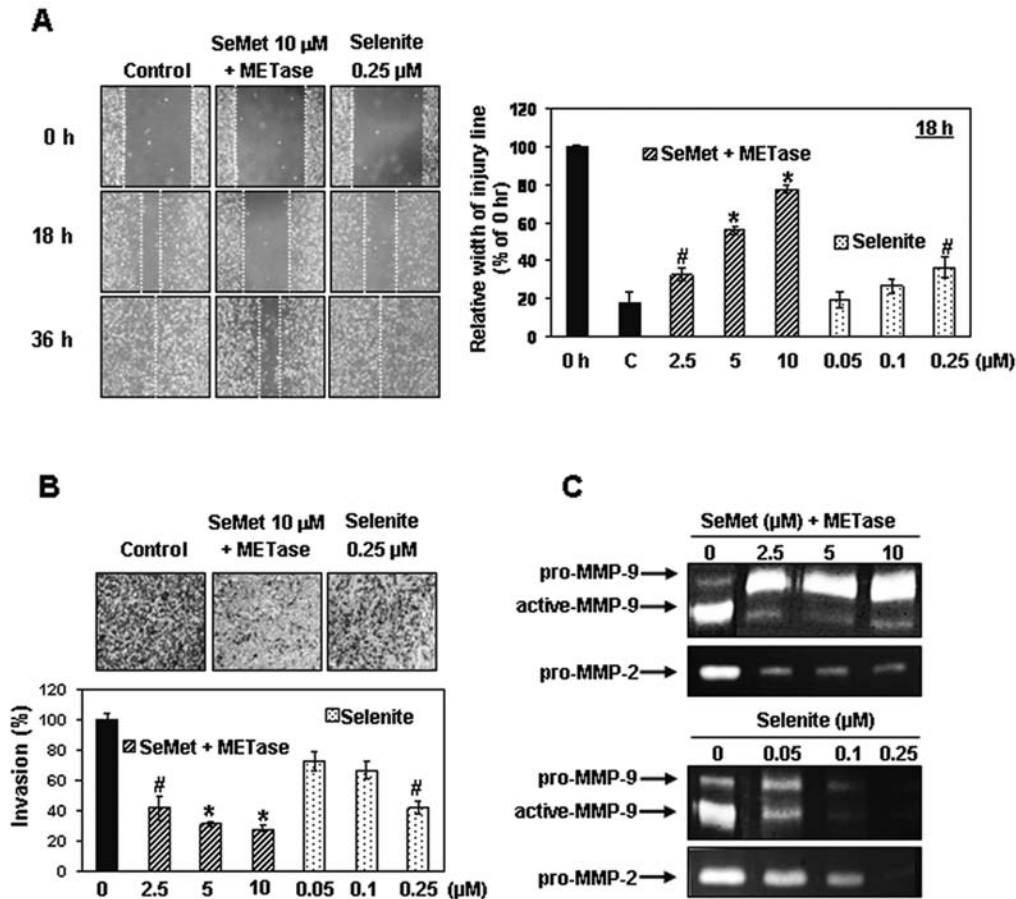 A
Control
SeMet 10 µM
+ METase
Selenite
0.25 µM
0 h
18 h
36 h
Relative width of injury line
(% of 0 hr)
120
100
80
60
40
20
0
18 h
SeMet + METase
Selenite
#
*
*
#
0 h C 2.5 5 10 0.05 0.1 0.25 (µM)
B
Control
SeMet 10 µM
+ METase
Selenite
0.25 µM
Invasion (%)
120
100
80
60
40
20
0
SeMet + METase
Selenite
#
*
*
#
0 2.5 5 10 0.05 0.1 0.25 (µM)
C
SeMet (µM) + METase
0 2.5 5 10
pro-MMP-9
active-MMP-9
pro-MMP-2
Selenite (µM)
0 0.05 0.1 0.25
pro-MMP-9
active-MMP-9
pro-MMP-2